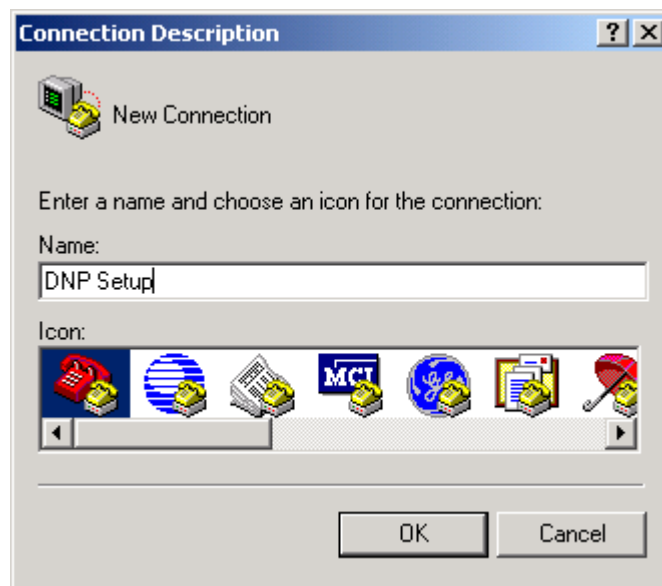 Connection Description
New Connection
Enter a name and choose an icon for the connection:
Name:
DNP Setup
Icon:
MCI
OK
Cancel